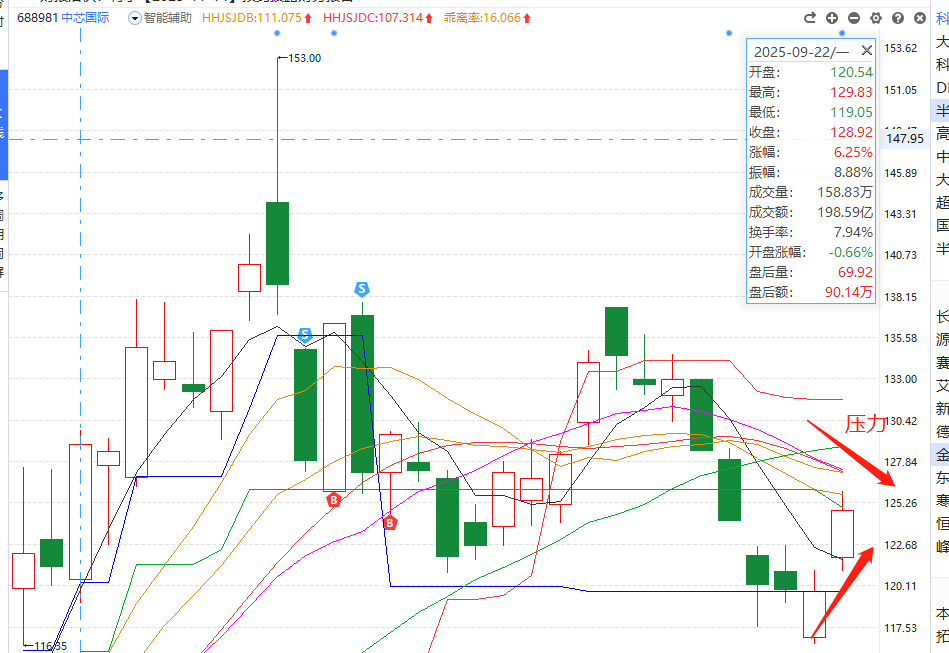 688981 中芯国际 智能辅助 HHJSJDB:111.075 HHJSJDC:107.314 乖离率:16.066
153.62
153.00
151.05
147.95
145.89
143.31
140.73
138.15
135.58
133.00
130.42
127.84
125.26
122.68
120.11
117.53
116.35
2025-09-22/一
开盘: 120.54
最高: 129.83
最低: 119.05
收盘: 128.92
涨幅: 6.25%
振幅: 8.88%
成交量: 158.83万
成交额: 198.59亿
换手率: 7.94%
开盘涨幅: -0.66%
盘后量: 69.92
盘后额: 90.14万
S
S
B
B
压力
科
大
科
半
高
中
大
超
国
半
长
源
赛
艾
新
德
金
东
寒
恒
峰
本
拓